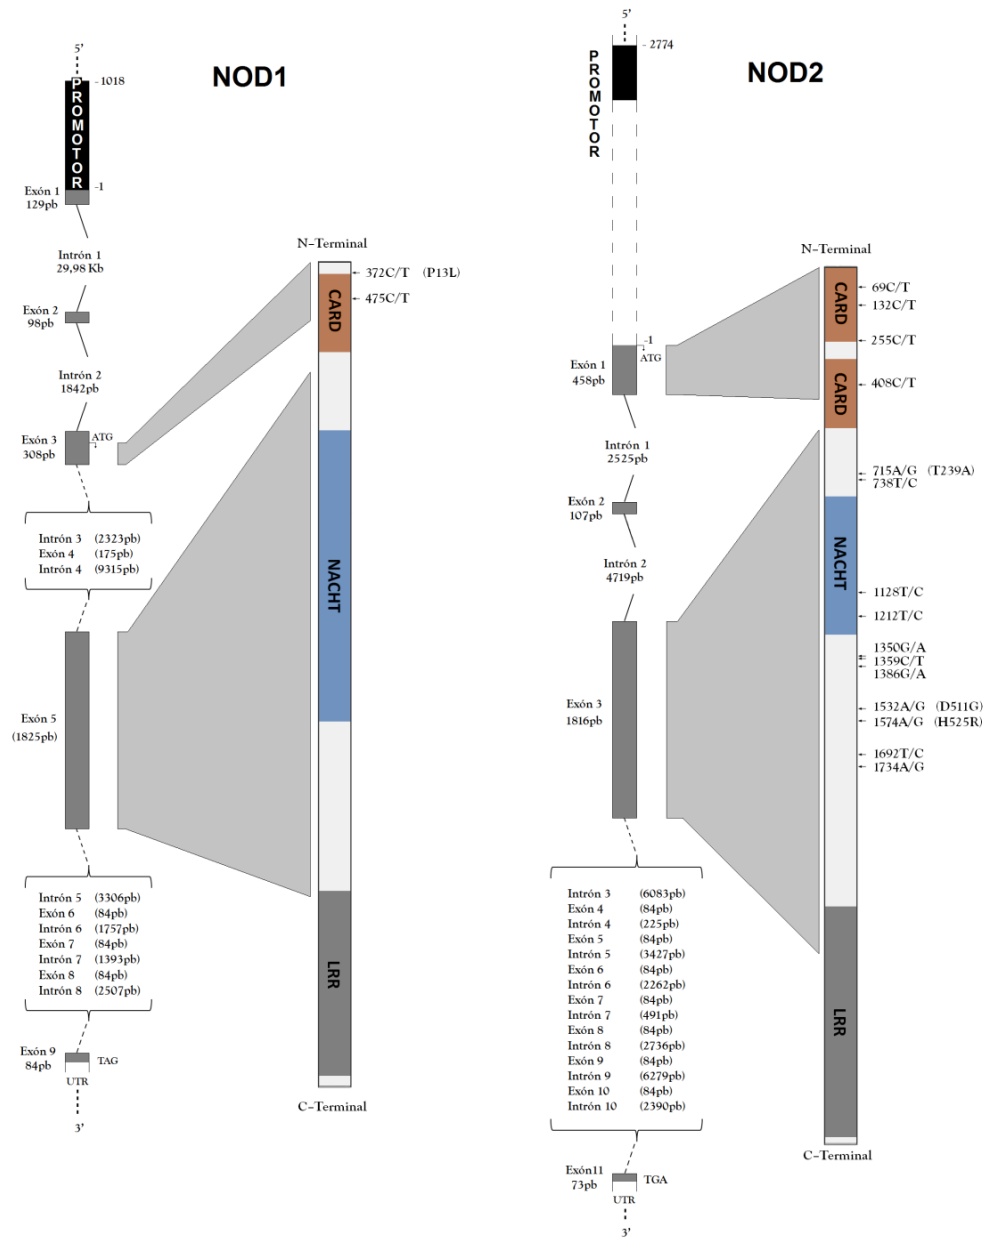 NOD1
5’
PROMOTOR
- 1018
-1
Exón 1
129pb
Intrón 1
29,98 Kb
Exón 2
98pb
Intrón 2
1842pb
Exón 3
308pb
ATG
Intrón 3 (2323pb)
Exón 4 (175pb)
Intrón 4 (9315pb)
Exón 5
(1825pb)
Intrón 5 (3306pb)
Exón 6 (84pb)
Intrón 6 (1757pb)
Exón 7 (84pb)
Intrón 7 (1393pb)
Exón 8 (84pb)
Intrón 8 (2507pb)
Exón 9
84pb
TAG
UTR
3’
N-Terminal
372C/T (P13L)
475C/T
CARD
NACHT
LRR
C-Terminal
NOD2
5’
PROMOTOR
- 2774
-1
ATG
Exón 1
458pb
Intrón 1
2525pb
Exón 2
107pb
Intrón 2
4719pb
Exón 3
1816pb
Intrón 3 (6083pb)
Exón 4 (84pb)
Intrón 4 (225pb)
Exón 5 (84pb)
Intrón 5 (3427pb)
Exón 6 (84pb)
Intrón 6 (2262pb)
Exón 7 (84pb)
Intrón 7 (491pb)
Exón 8 (84pb)
Intrón 8 (2736pb)
Exón 9 (84pb)
Intrón 9 (6279pb)
Exón 10 (84pb)
Intrón 10 (2390pb)
Exón11
73pb
TGA
UTR
3’
N-Terminal
CARD
69C/T
132C/T
255C/T
CARD
408C/T
715A/G (T239A)
738T/C
NACHT
1128T/C
1212T/C
1350G/A
1359C/T
1386G/A
1532A/G (D511G)
1574A/G (H525R)
1692T/C
1734A/G
LRR
C-Terminal